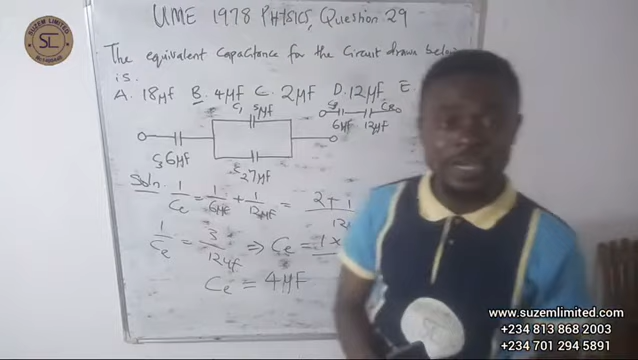 SUZEM LIMITED
SL
UME 1978 PHYSICS, Question 29
The equivalent Capacitance for the Circuit drawn below
is.
A. 18μF B. 4μF C. 2μF D. 12μF E.
C1 5μF
6μF 12μF
6μF
7μF
Soln. 1/Ce = 1/6μF + 1/12μF = 2+1/12
1/Ce = 3/12μF ⇒ Ce = 1×
Ce = 4μF
www.suzemlimited.com
+234 813 868 2003
+234 701 294 5891